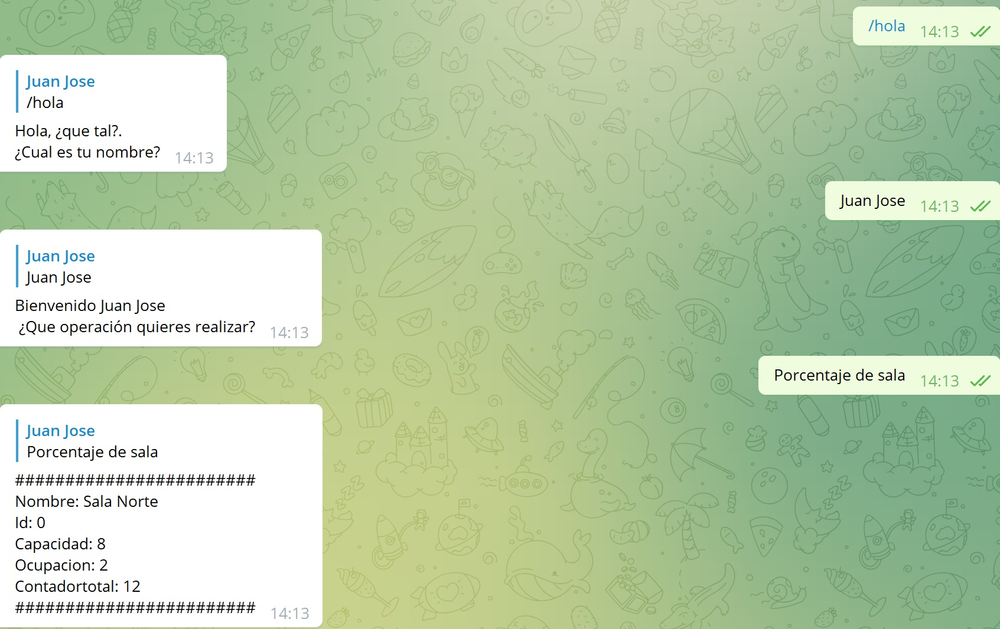 /hola 14:13
Juan Jose
/hola
Hola, ¿que tal?.
¿Cual es tu nombre? 14:13
Juan Jose 14:13
Juan Jose
Juan Jose
Bienvenido Juan Jose
¿Que operación quieres realizar? 14:13
Porcentaje de sala 14:13
Juan Jose
Porcentaje de sala
########################
Nombre: Sala Norte
Id: 0
Capacidad: 8
Ocupacion: 2
Contadortotal: 12
######################## 14:13